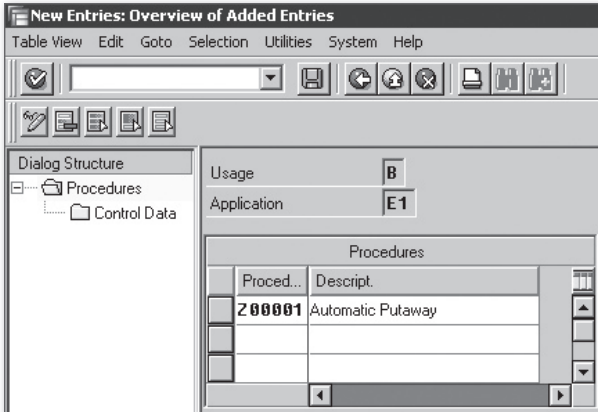 New Entries: Overview of Added Entries
Table View Edit Goto Selection Utilities System Help
Dialog Structure
Procedures
Control Data
Usage B
Application E1
Procedures
Proced... Descript.
Z00001 Automatic Putaway